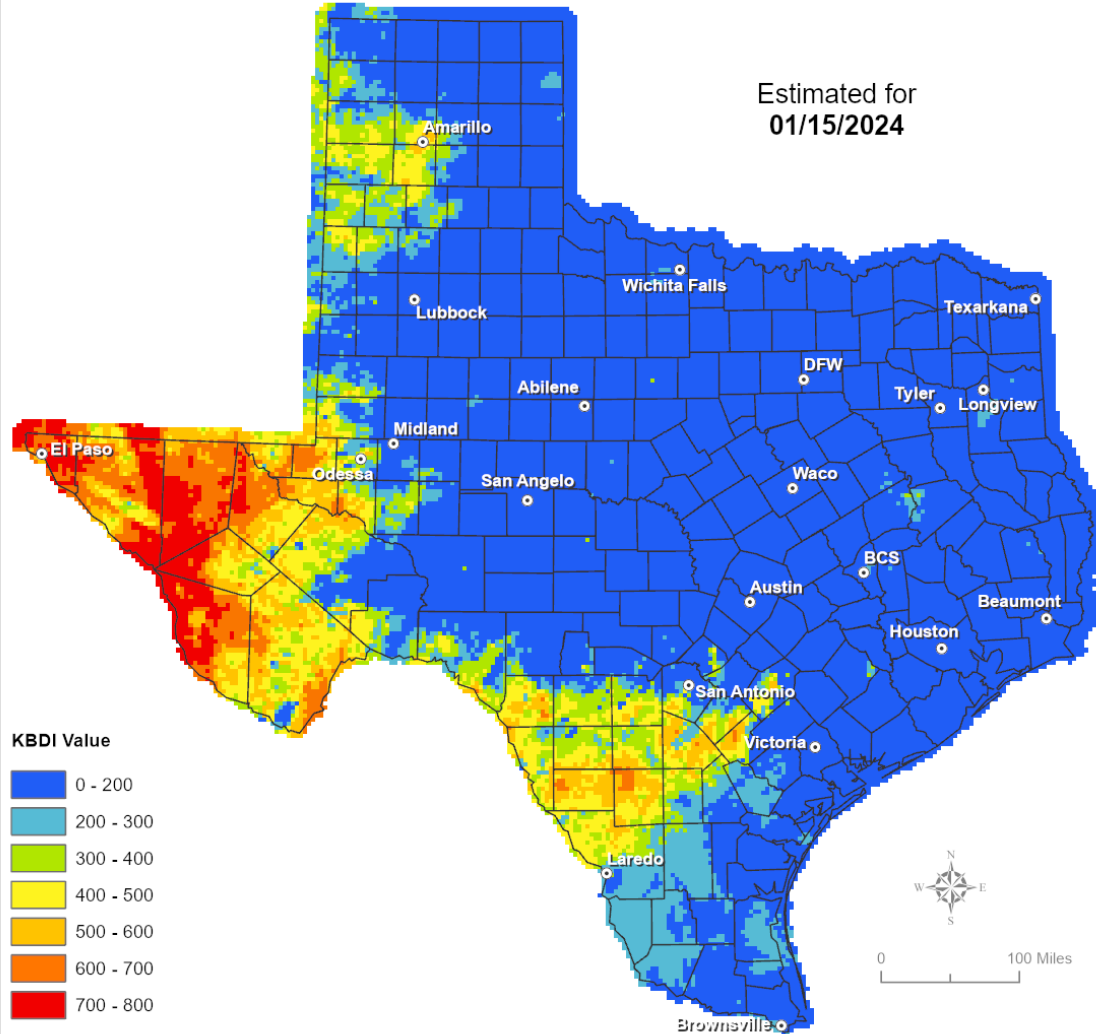 Estimated for
01/15/2024
Amarillo
Wichita Falls
Texarkana
Lubbock
DFW
Abilene
Tyler
Longview
Midland
El Paso
Odessa
San Angelo
Waco
BCS
Austin
Beaumont
Houston
San Antonio
Victoria
KBDI Value
0 - 200
200 - 300
300 - 400
400 - 500
500 - 600
600 - 700
700 - 800
Laredo
N
W
E
S
0
100 Miles
Brownsville